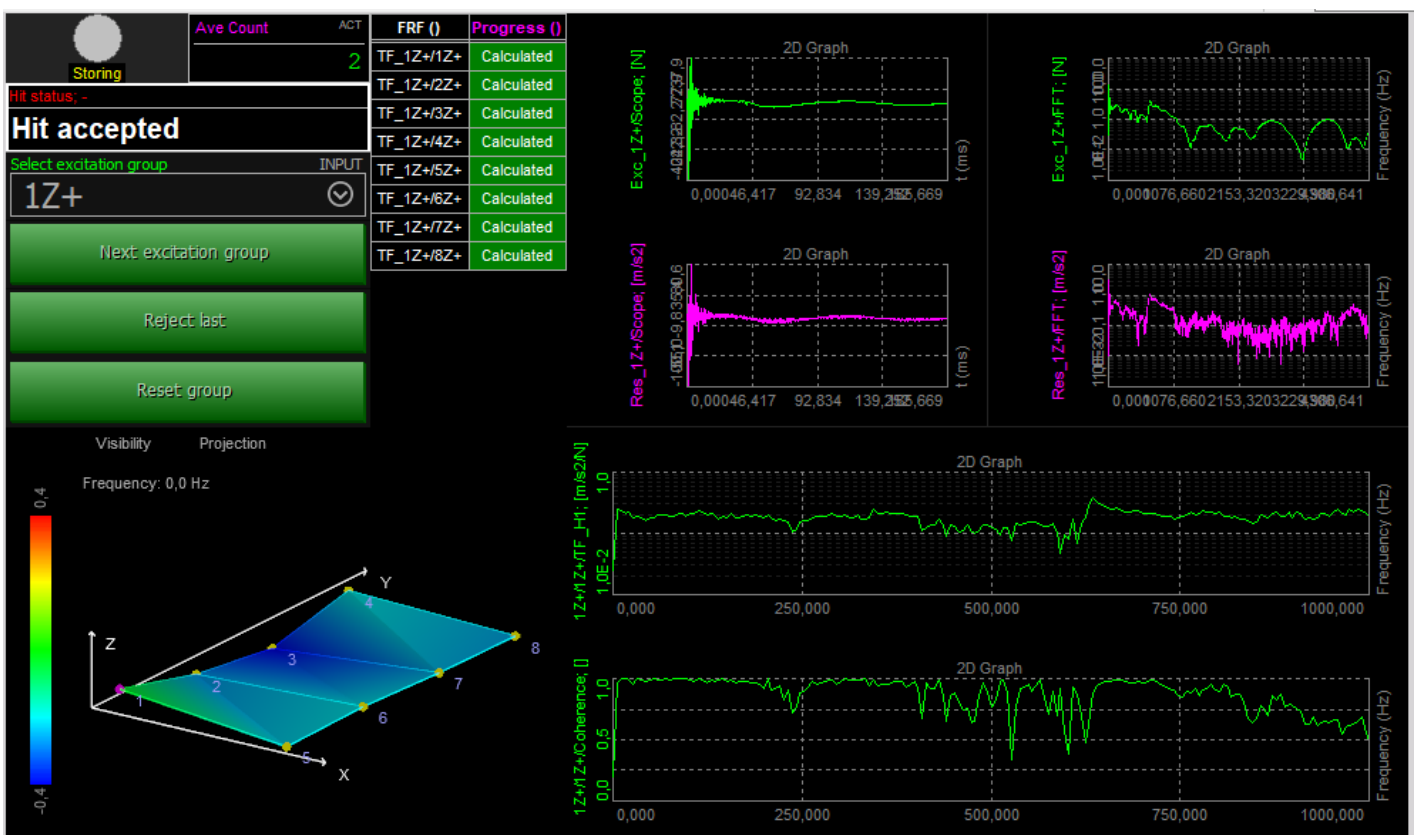 Storing
Ave Count ACT
2
Hit status; -
Hit accepted
Select excitation group INPUT
1Z+
Next excitation group
Reject last
Reset group
FRF () Progress ()
TF_1Z+/1Z+ Calculated
TF_1Z+/2Z+ Calculated
TF_1Z+/3Z+ Calculated
TF_1Z+/4Z+ Calculated
TF_1Z+/5Z+ Calculated
TF_1Z+/6Z+ Calculated
TF_1Z+/7Z+ Calculated
TF_1Z+/8Z+ Calculated
2D Graph
Exc_1Z+/Scope; [N]
t (ms)
92,834
2D Graph
Exc_1Z+/FFT; [N]
Frequency (Hz)
2D Graph
Res_1Z+/Scope; [m/s2]
t (ms)
92,834
2D Graph
Res_1Z+/FFT; [m/s2]
Frequency (Hz)
Visibility Projection
Frequency: 0,0 Hz
0,4
-0,4
Z
Y
X
1
2
3
4
5
6
7
8
2D Graph
1Z+/1Z+/TF_H1; [m/s2/N]
1,0
1,0E-2
0,000 250,000 500,000 750,000 1000,000
Frequency (Hz)
2D Graph
1Z+/1Z+/Coherence; []
1,0
0,5
0,0
0,000 250,000 500,000 750,000 1000,000
Frequency (Hz)